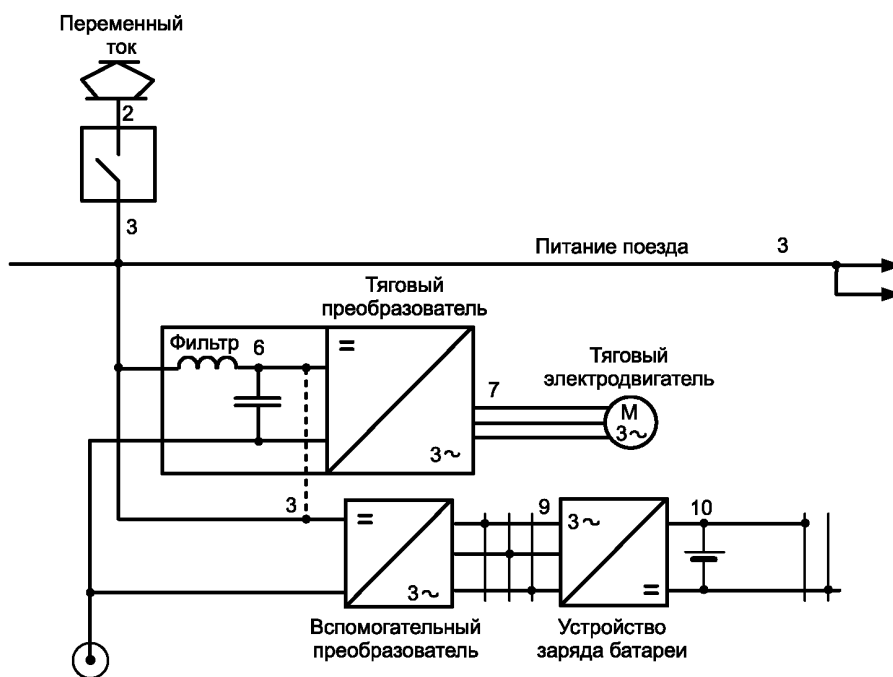 Переменный
ток
2
3
Питание поезда 3
Тяговый
преобразователь
Фильтр 6
=
Тяговый
электродвигатель
7
М
3~
3~
3
=
3~
9
3~
=
10
Вспомогательный
преобразователь
Устройство
заряда батареи